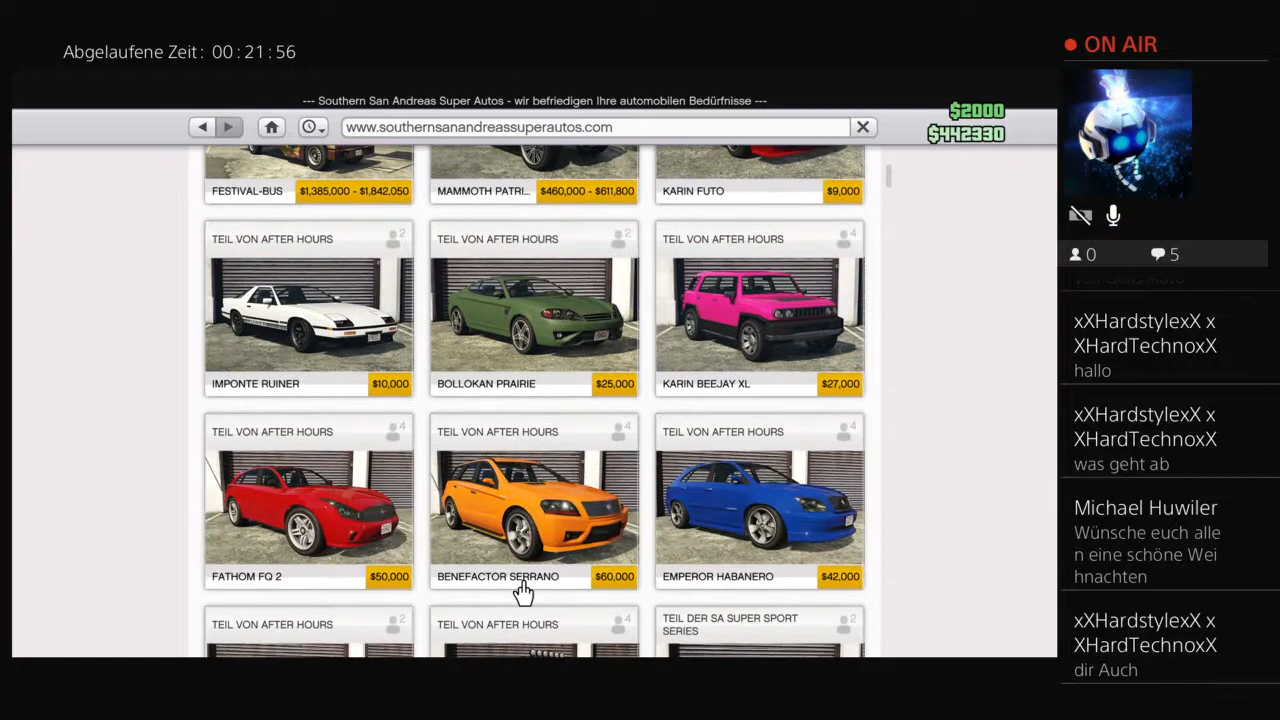 Abgelaufene Zeit: 00:21:56
ON AIR
--- Southern San Andreas Super Autos - wir befriedigen Ihre automobilen Bedürfnisse ---
www.southernsanandreassuperautos.com
$2000
$442330
FESTIVAL-BUS $1,385,000 - $1,842,050
MAMMOTH PATRI... $460,000 - $611,800
KARIN FUTO $9,000
TEIL VON AFTER HOURS 2
TEIL VON AFTER HOURS 2
TEIL VON AFTER HOURS 4
IMPONTE RUINER $10,000
BOLLOKAN PRAIRIE $25,000
KARIN BEEJAY XL $27,000
TEIL VON AFTER HOURS 4
TEIL VON AFTER HOURS 4
TEIL VON AFTER HOURS 4
FATHOM FQ 2 $50,000
BENEFACTOR SERRANO $60,000
EMPEROR HABANERO $42,000
TEIL VON AFTER HOURS 2
TEIL VON AFTER HOURS 4
TEIL DER SA SUPER SPORT 2
SERIES
0 5
xXHardstylexX x
XHardTechnoxX
hallo
xXHardstylexX x
XHardTechnoxX
was geht ab
Michael Huwiler
Wünsche euch alle
n eine schöne Wei
hnachten
xXHardstylexX x
XHardTechnoxX
dir Auch